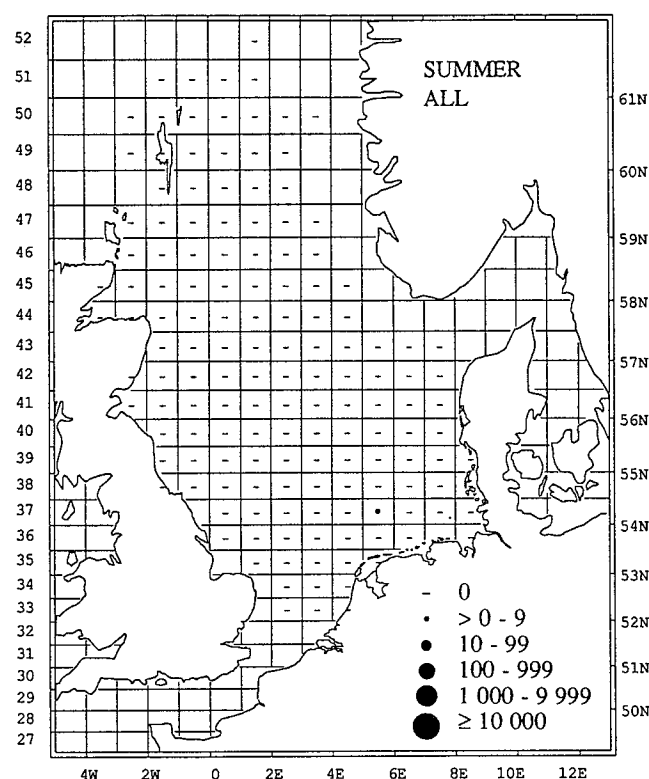 SUMMER
ALL
52
51
50
49
48
47
46
45
44
43
42
41
40
39
38
37
36
35
34
33
32
31
30
29
28
27
61N
60N
59N
58N
57N
56N
55N
54N
53N
52N
51N
50N
- 0
> 0 - 9
10 - 99
100 - 999
1 000 - 9 999
≥ 10 000
4W 2W 0 2E 4E 6E 8E 10E 12E